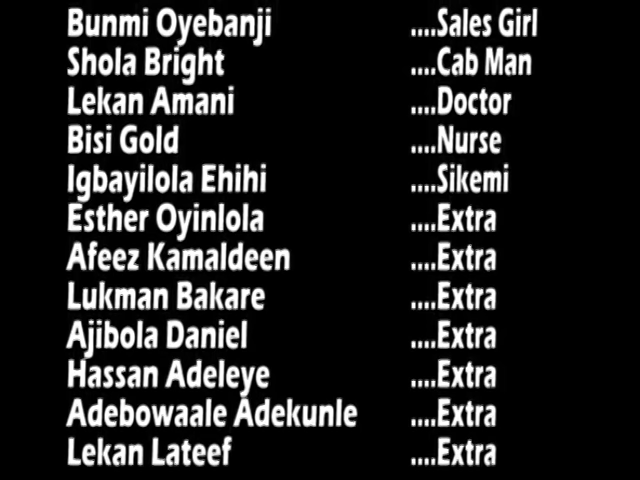 Bunmi Oyebanji ....Sales Girl
Shola Bright ....Cab Man
Lekan Amani ....Doctor
Bisi Gold ....Nurse
Igbayilola Ehihi ....Sikemi
Esther Oyinlola ....Extra
Afeez Kamaldeen ....Extra
Lukman Bakare ....Extra
Ajibola Daniel ....Extra
Hassan Adeleye ....Extra
Adebowaale Adekunle ....Extra
Lekan Lateef ....Extra